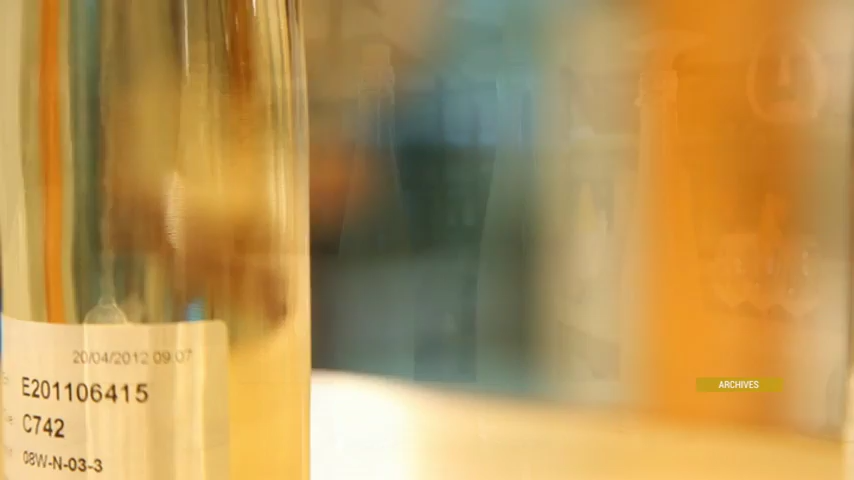 20/04/2012 09:07
E201106415
C742
08W-N-03-3
ARCHIVES